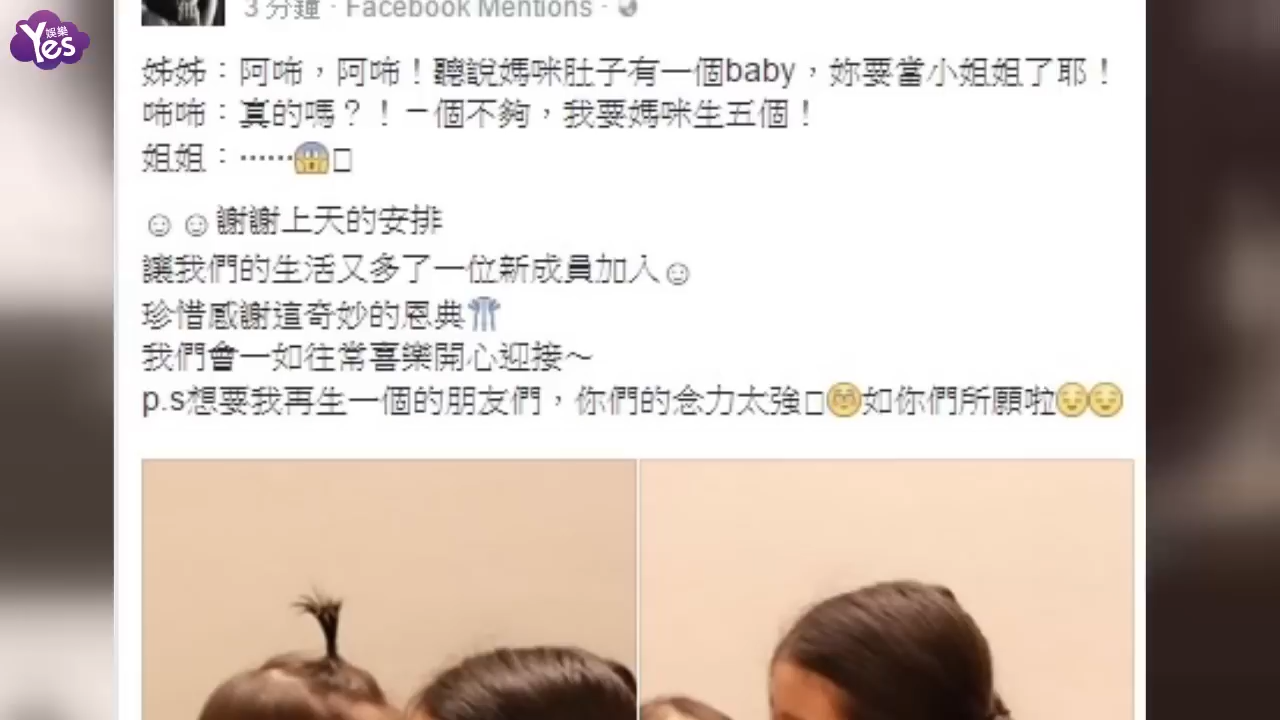 娛樂
Yes
3 分鐘 · Facebook Mentions ·
姊姊：阿啼，阿啼！聽說媽咪肚子有一個baby，妳要當小姐姐了耶！
啼啼：真的嗎？！一個不夠，我要媽咪生五個！
姐姐：⋯⋯😱□
☺☺謝謝上天的安排
讓我們的生活又多了一位新成員加入☺
珍惜感謝這奇妙的恩典
我們會一如往常喜樂開心迎接～
p.s想要我再生一個的朋友們，你們的念力太強□😁如你們所願啦😌😌